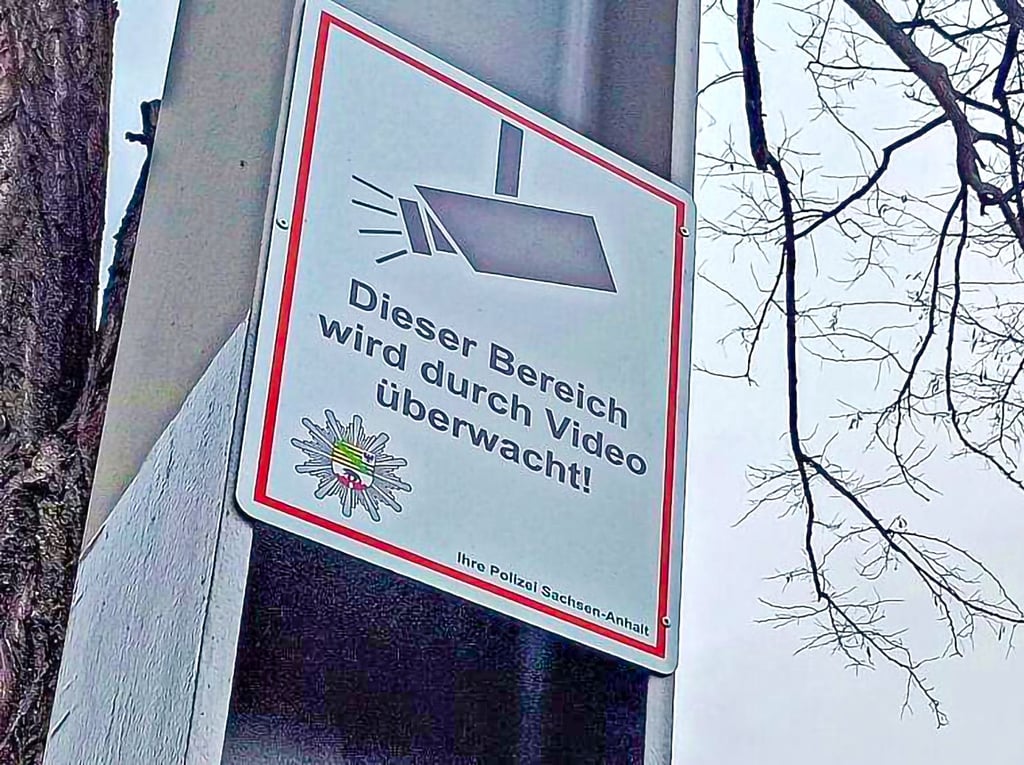 Dieser Bereich
wird durch Video
überwacht!
Ihre Polizei Sachsen-Anhalt